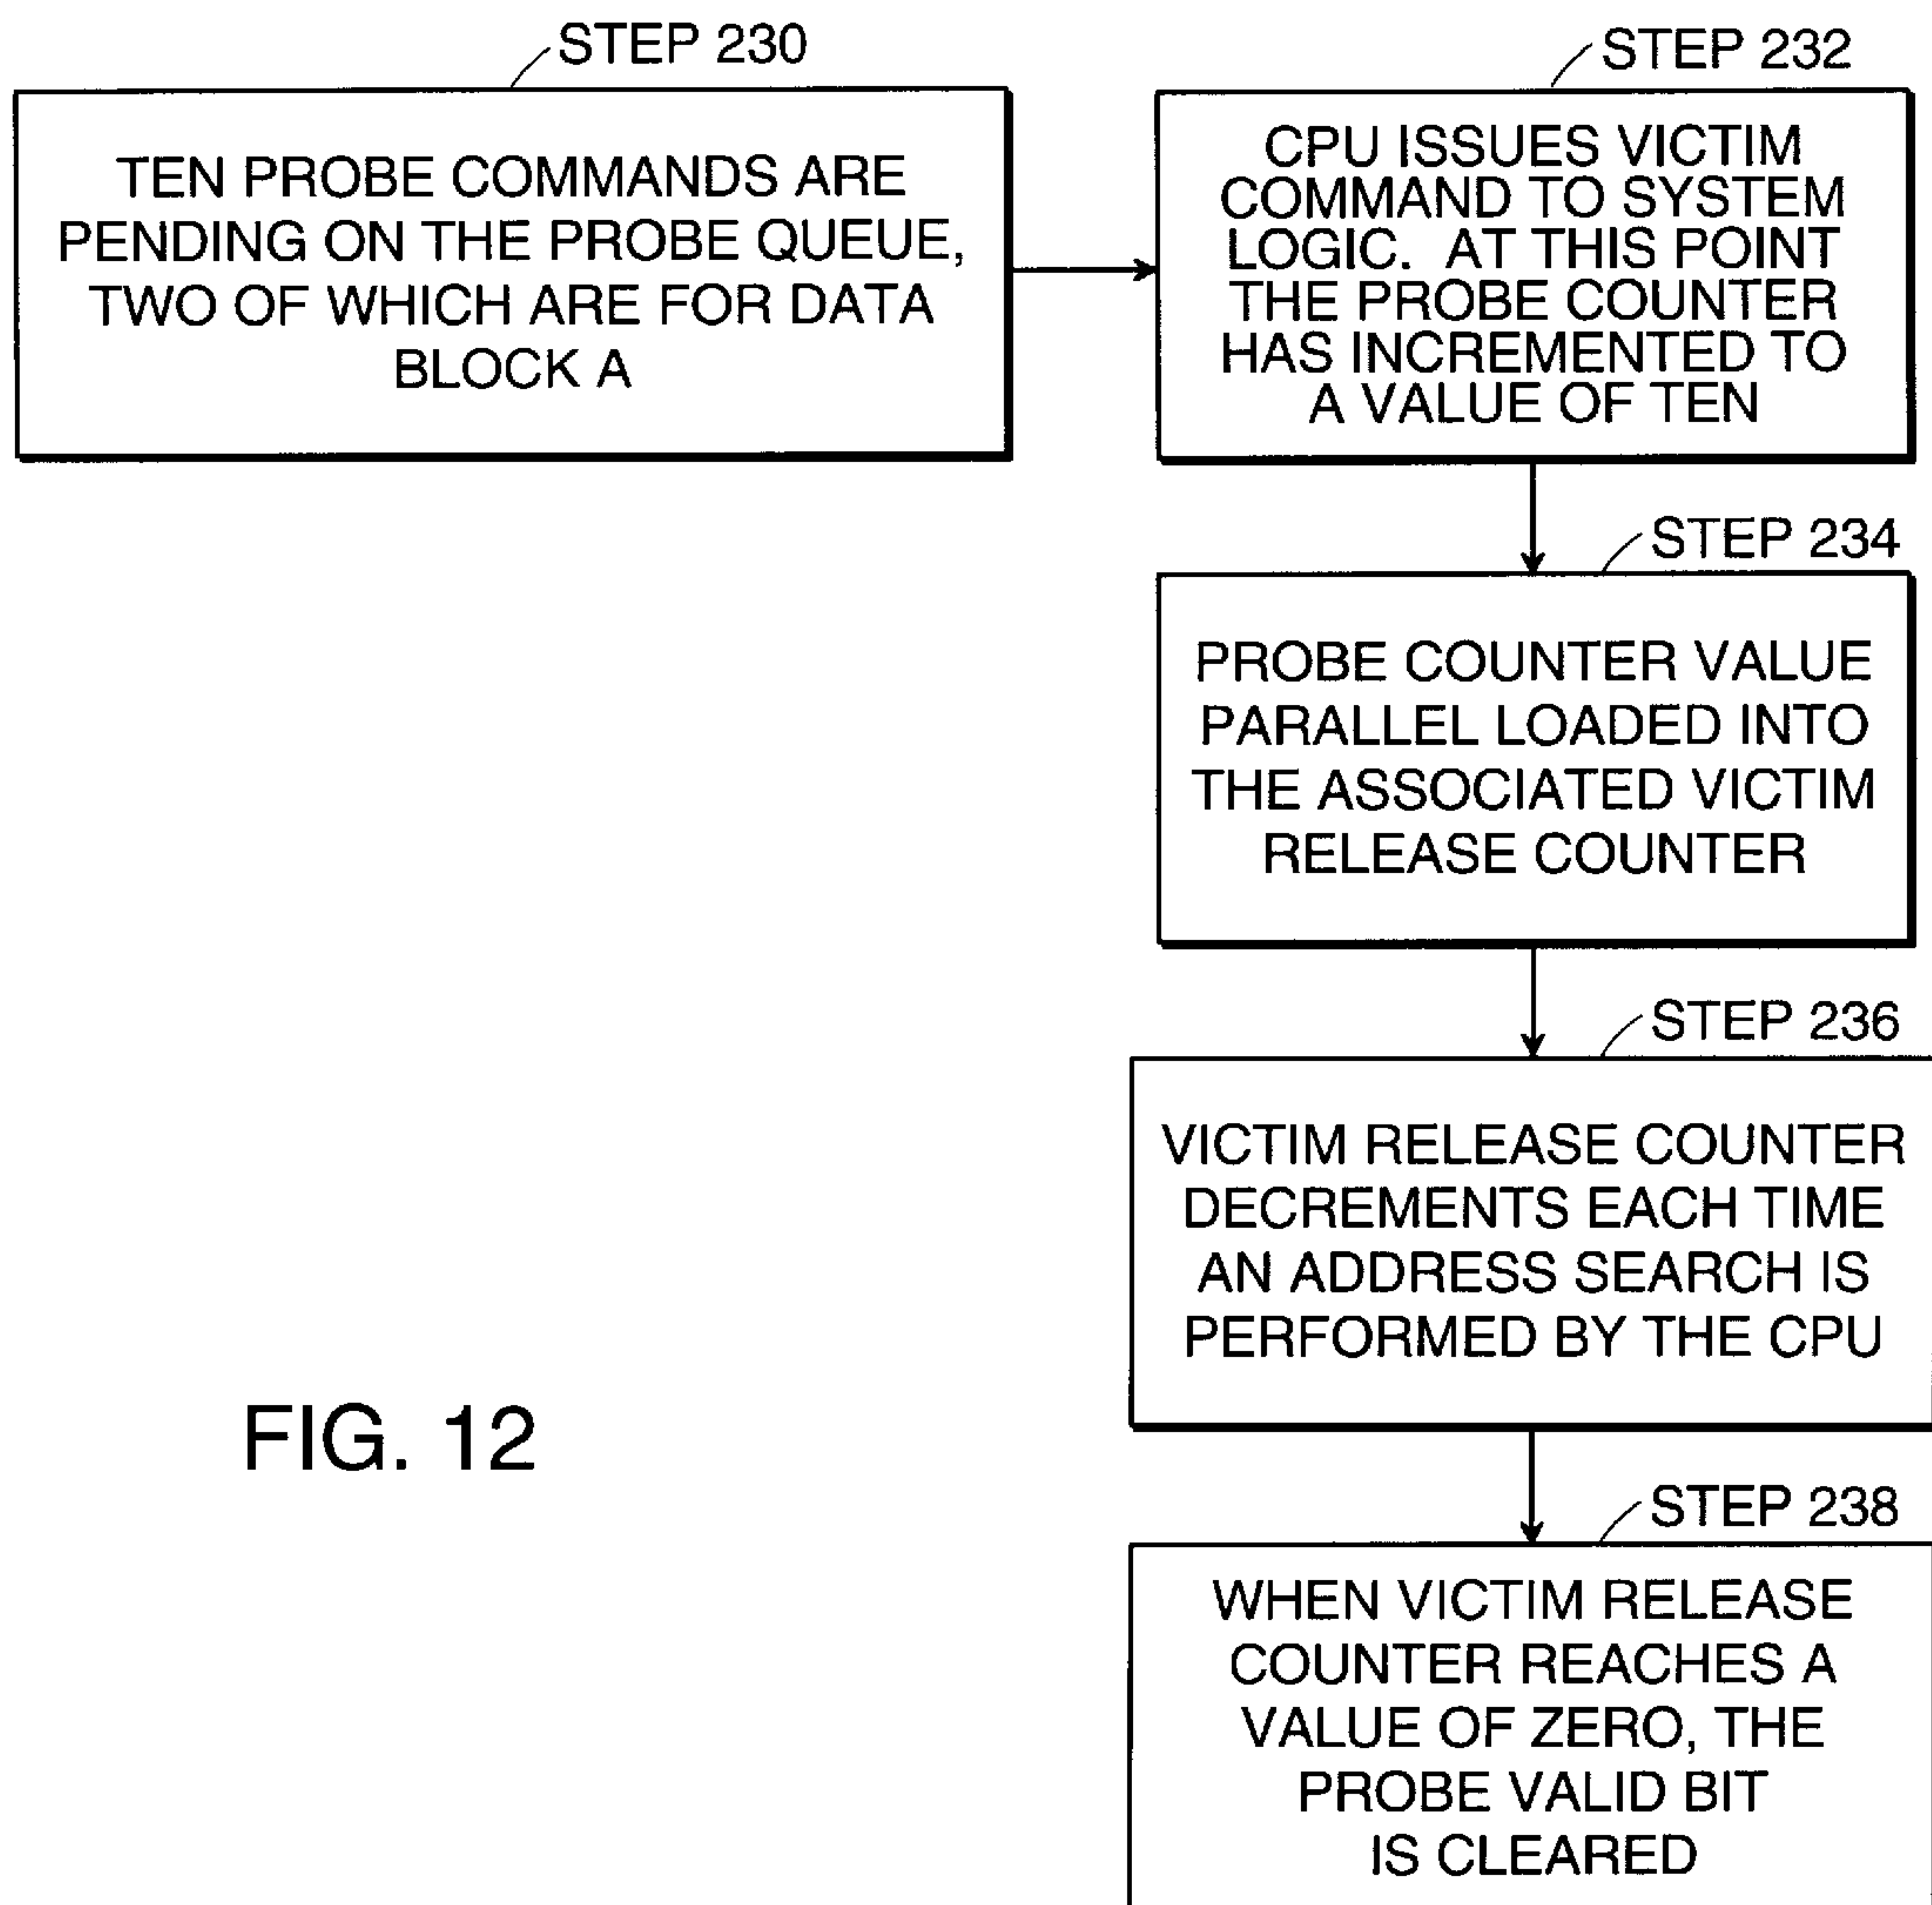 STEP 230
TEN PROBE COMMANDS ARE
PENDING ON THE PROBE QUEUE,
TWO OF WHICH ARE FOR DATA
BLOCK A
STEP 232
CPU ISSUES VICTIM
COMMAND TO SYSTEM
LOGIC. AT THIS POINT
THE PROBE COUNTER
HAS INCREMENTED TO
A VALUE OF TEN
STEP 234
PROBE COUNTER VALUE
PARALLEL LOADED INTO
THE ASSOCIATED VICTIM
RELEASE COUNTER
STEP 236
VICTIM RELEASE COUNTER
DECREMENTS EACH TIME
AN ADDRESS SEARCH IS
PERFORMED BY THE CPU
STEP 238
WHEN VICTIM RELEASE
COUNTER REACHES A
VALUE OF ZERO, THE
PROBE VALID BIT
IS CLEARED
FIG. 12